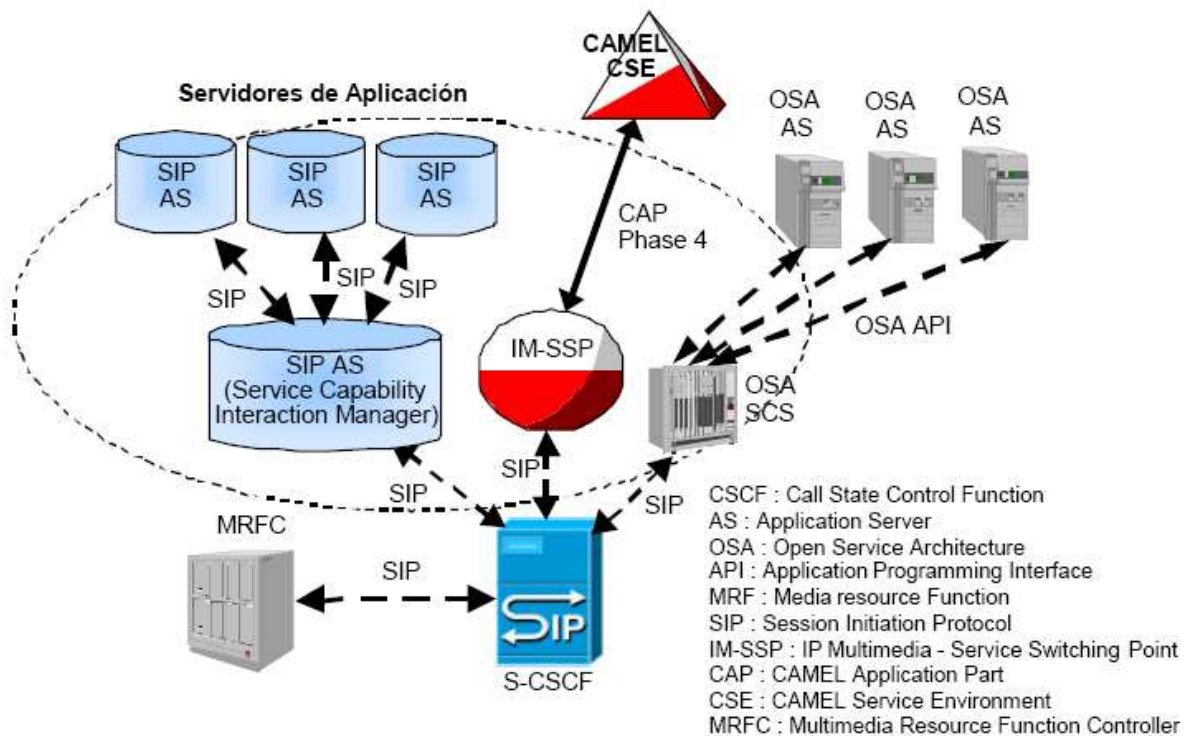 CAMEL
CSE
Servidores de Aplicación
OSA
AS
OSA
AS
OSA
AS
SIP
AS
SIP
AS
SIP
AS
CAP
Phase 4
SIP
SIP
SIP
OSA API
IM-SSP
SIP AS
(Service Capability
Interaction Manager)
OSA
SCS
SIP
SIP
SIP
MRFC
SIP
SIP
S-CSCF
CSCF : Call State Control Function
AS : Application Server
OSA : Open Service Architecture
API : Application Programming Interface
MRF : Media resource Function
SIP : Session Initiation Protocol
IM-SSP : IP Multimedia - Service Switching Point
CAP : CAMEL Application Part
CSE : CAMEL Service Environment
MRFC : Multimedia Resource Function Controller